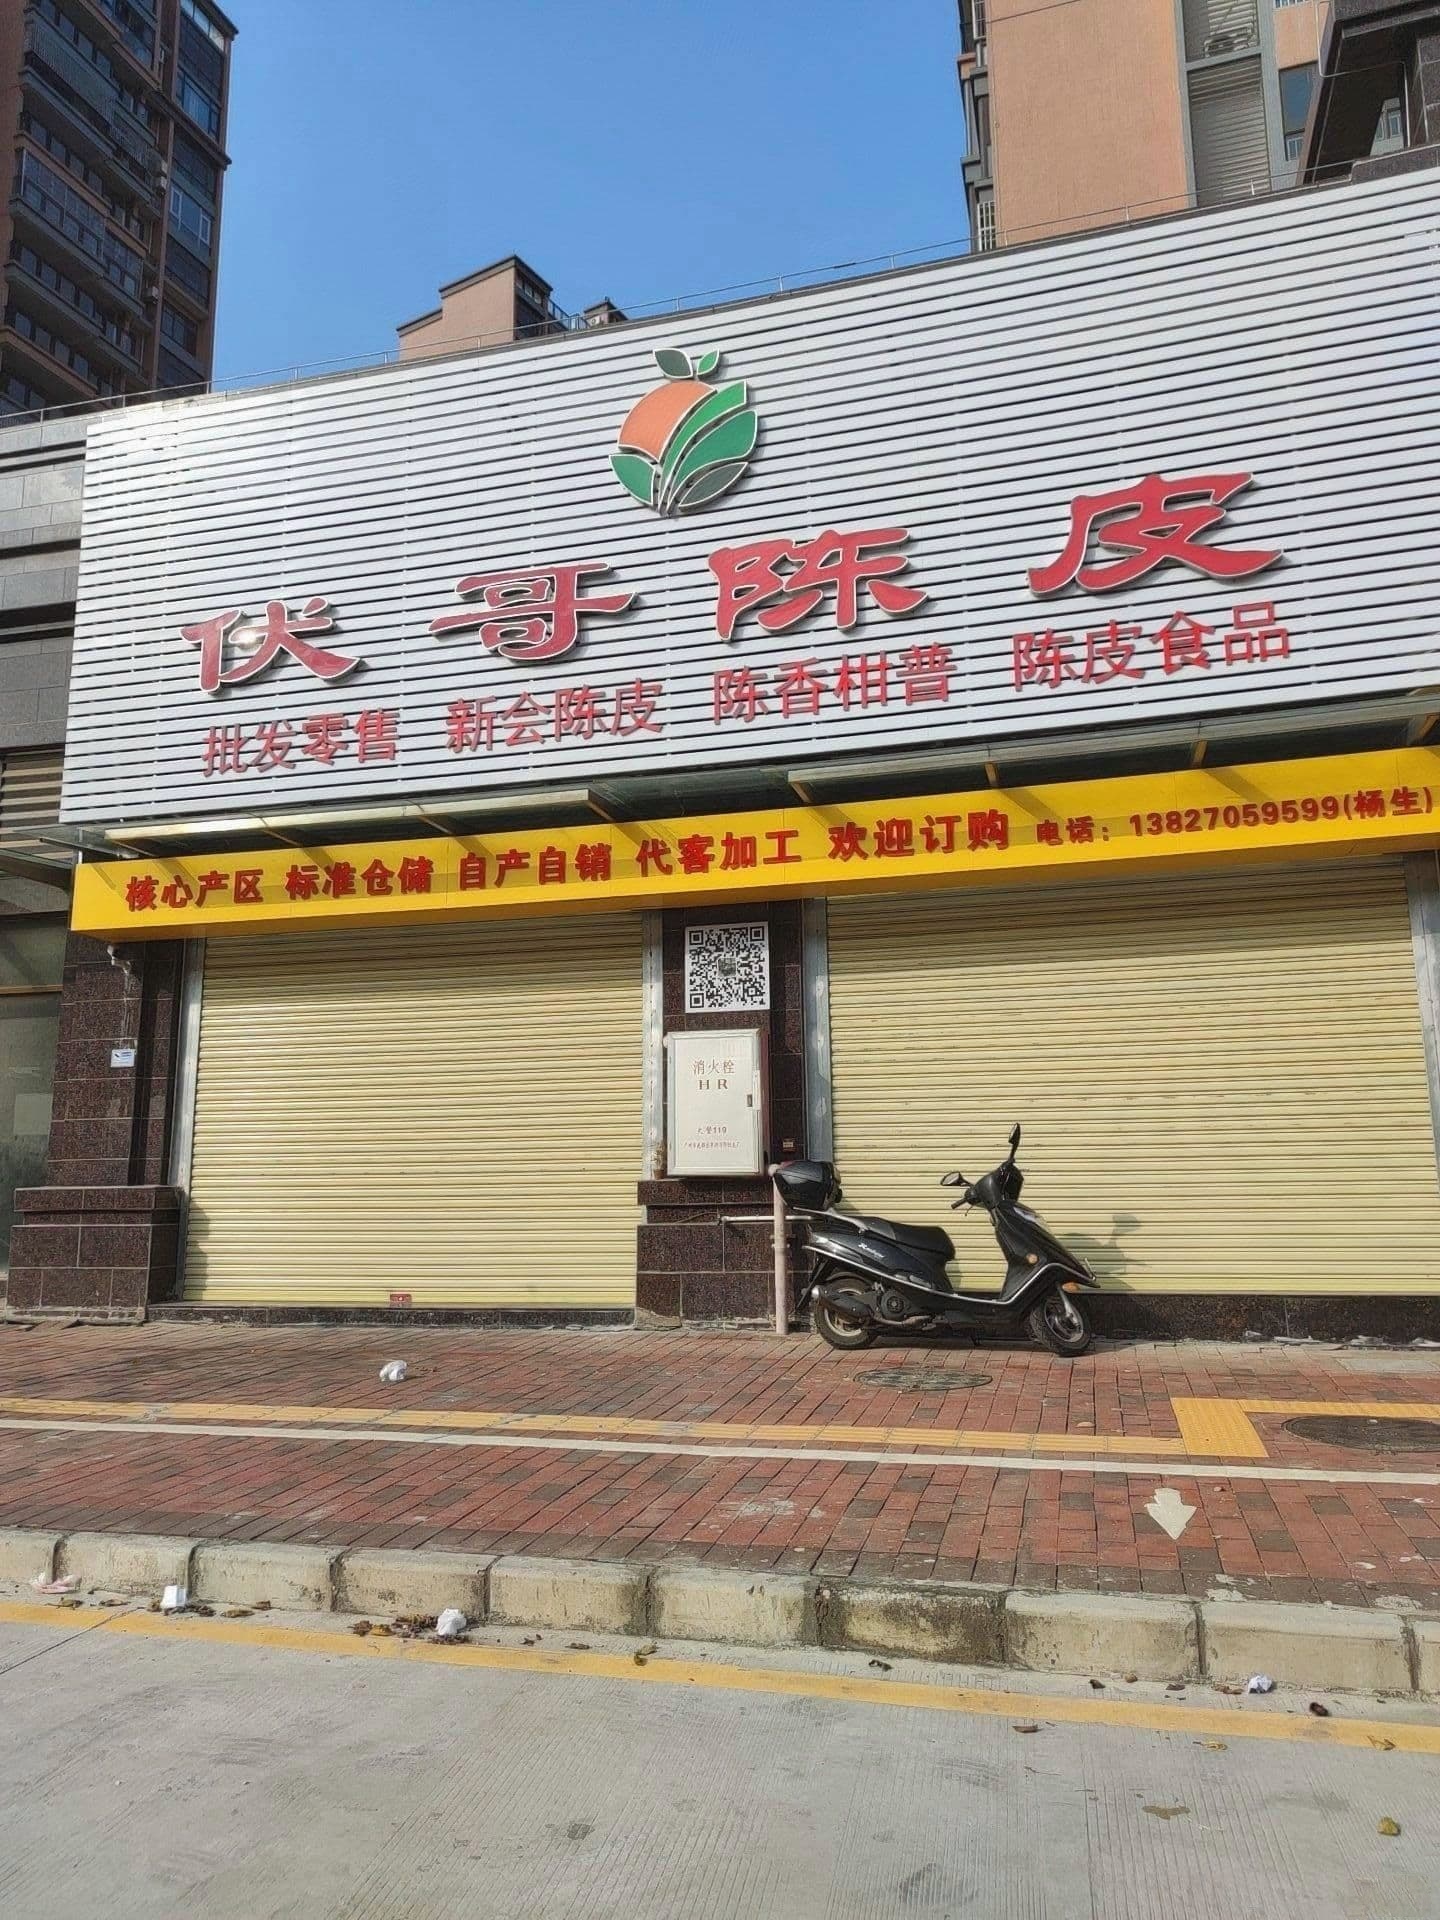 伏哥陈皮
批发零售 新会陈皮 陈香柑普 陈皮食品
核心产区 标准仓储 自产自销 代客加工 欢迎订购 电话：13827059599(杨生)
消火栓
HR
火警119